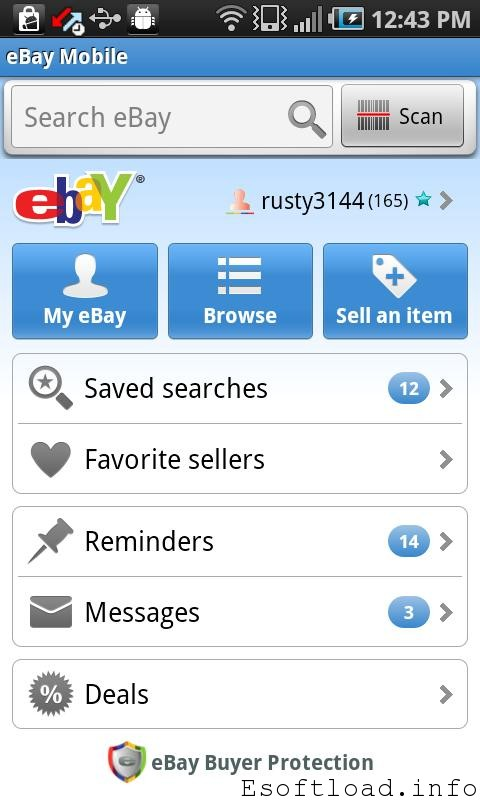 12:43 PM
eBay Mobile
Search eBay
Scan
ebaY®
rusty3144 (165)
My eBay
Browse
Sell an item
Saved searches 12
Favorite sellers
Reminders 14
Messages 3
% Deals
eBay Buyer Protection
Esoftload.info